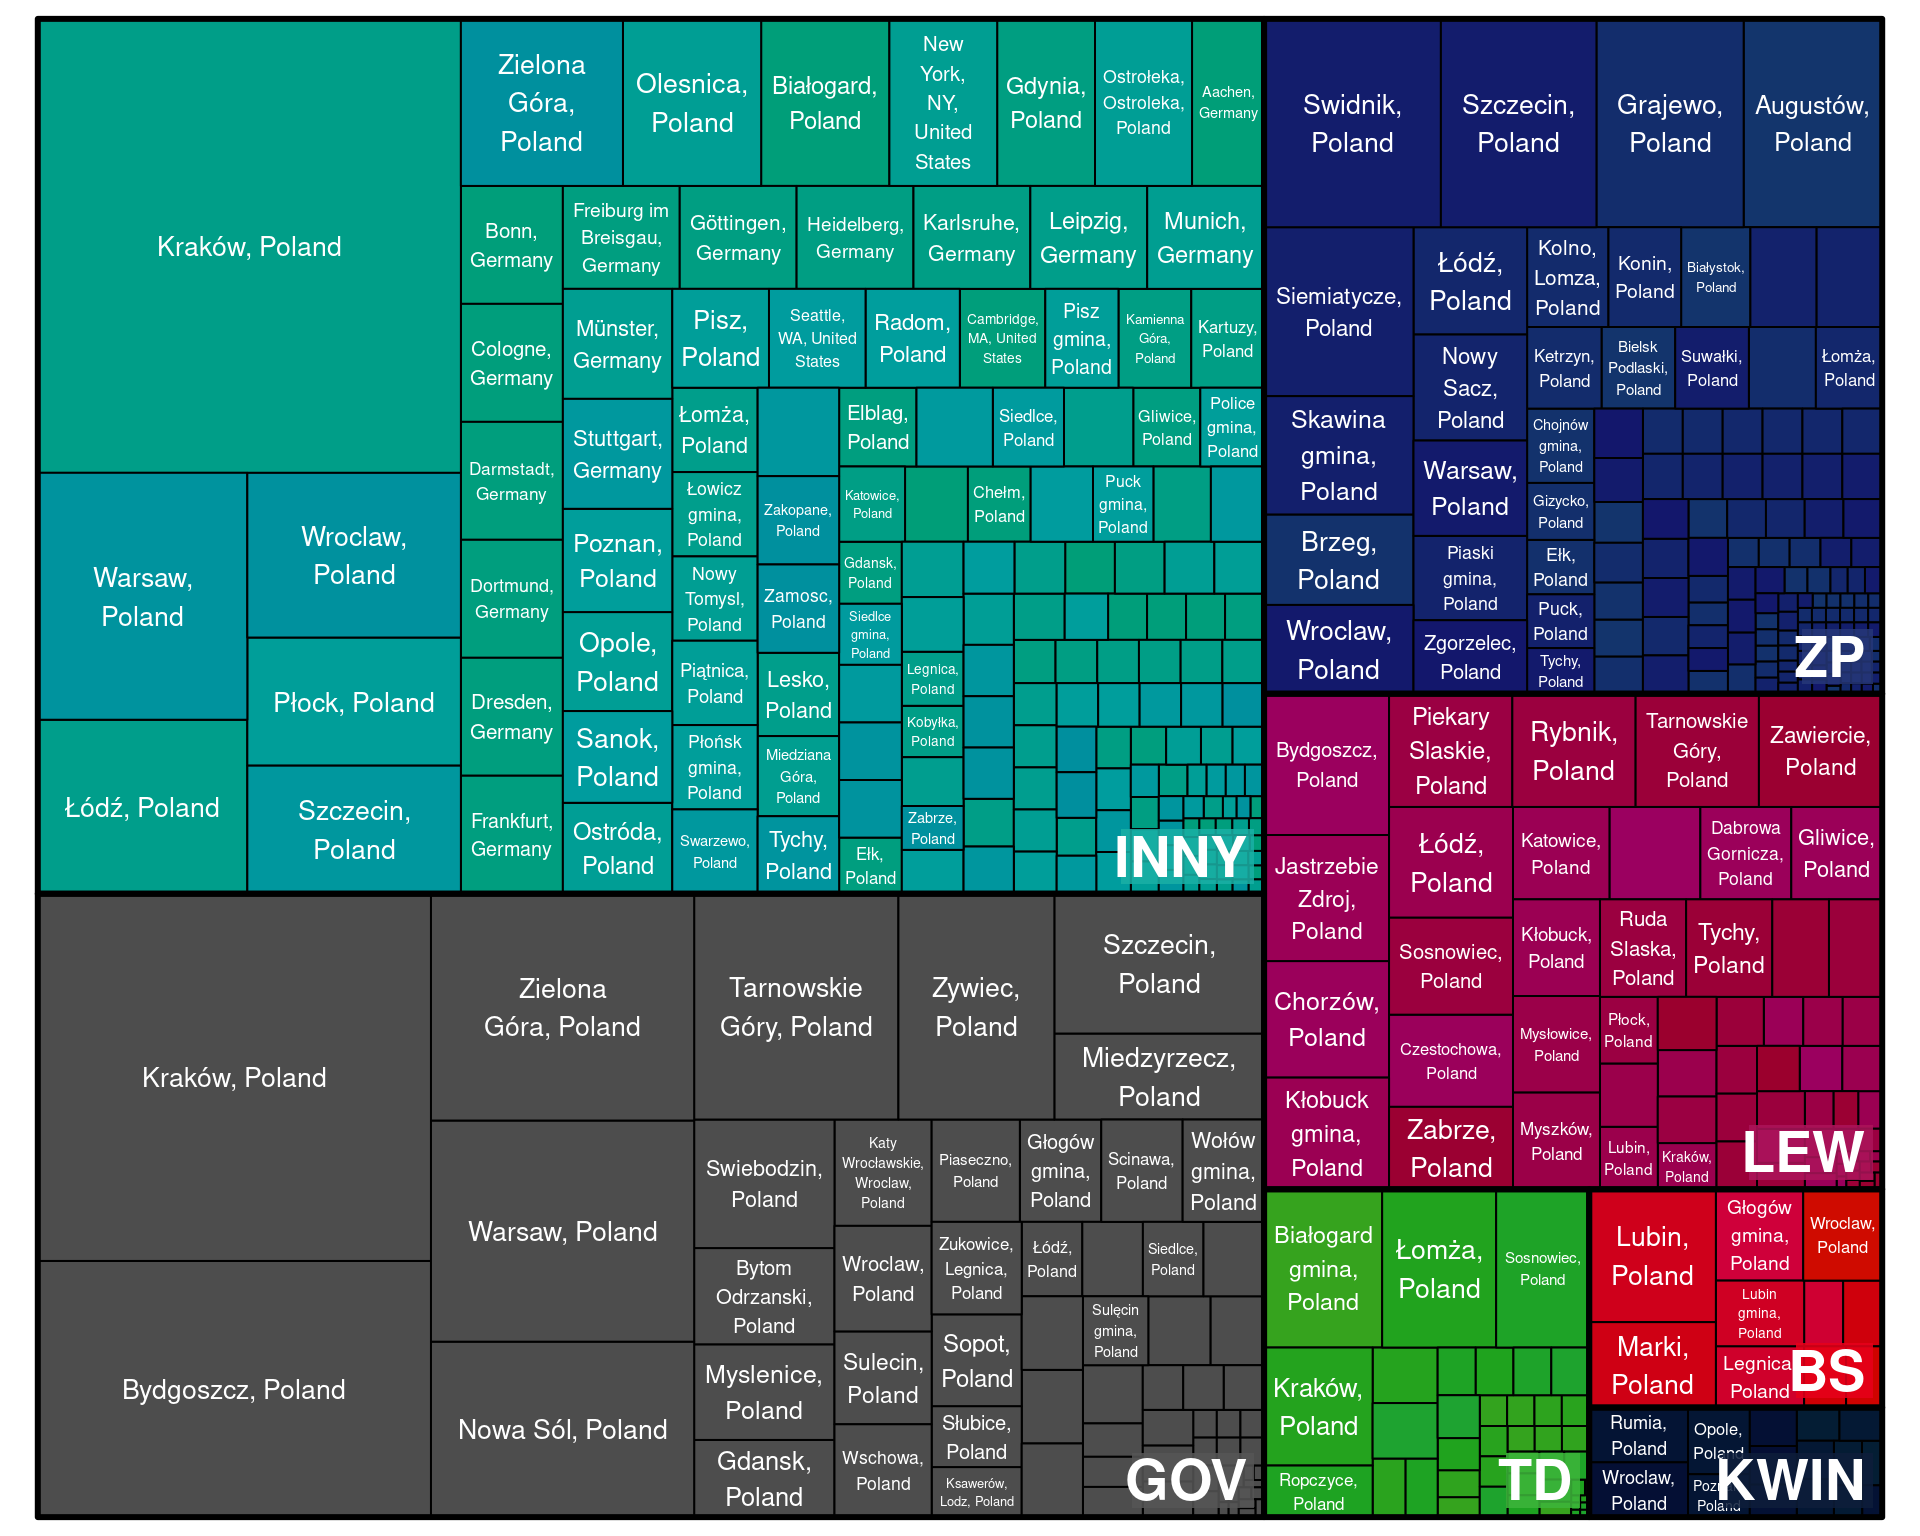 Kraków, Poland
Warsaw,
Poland
Wroclaw,
Poland
Płock, Poland
Łódź, Poland
Szczecin,
Poland
Zielona
Góra,
Poland
Olesnica,
Poland
Białogard,
Poland
New
York,
NY,
United
States
Gdynia,
Poland
Ostrołeka,
Ostroleka,
Poland
Aachen,
Germany
Bonn,
Germany
Freiburg im
Breisgau,
Germany
Göttingen,
Germany
Heidelberg,
Germany
Karlsruhe,
Germany
Leipzig,
Germany
Munich,
Germany
Cologne,
Germany
Darmstadt,
Germany
Dortmund,
Germany
Dresden,
Germany
Frankfurt,
Germany
Münster,
Germany
Stuttgart,
Germany
Poznan,
Poland
Opole,
Poland
Sanok,
Poland
Ostróda,
Poland
Pisz,
Poland
Seattle,
WA, United
States
Radom,
Poland
Cambridge,
MA, United
States
Pisz
gmina,
Poland
Kamienna
Góra,
Poland
Kartuzy,
Poland
Łomża,
Poland
Łowicz
gmina,
Poland
Nowy
Tomysl,
Poland
Piątnica,
Poland
Płońsk
gmina,
Poland
Swarzewo,
Poland
Zakopane,
Poland
Zamosc,
Poland
Lesko,
Poland
Miedziana
Góra,
Poland
Tychy,
Poland
Elblag,
Poland
Siedlce,
Poland
Gliwice,
Poland
Police
gmina,
Poland
Katowice,
Poland
Chełm,
Poland
Puck
gmina,
Poland
Gdansk,
Poland
Siedlce
gmina,
Poland
Ełk,
Poland
Legnica,
Poland
Kobyłka,
Poland
Zabrze,
Poland
INNY
Swidnik,
Poland
Szczecin,
Poland
Grajewo,
Poland
Augustów,
Poland
Siemiatycze,
Poland
Skawina
gmina,
Poland
Brzeg,
Poland
Wroclaw,
Poland
Łódź,
Poland
Nowy
Sacz,
Poland
Warsaw,
Poland
Piaski
gmina,
Poland
Zgorzelec,
Poland
Kolno,
Lomza,
Poland
Konin,
Poland
Białystok,
Poland
Ketrzyn,
Poland
Bielsk
Podlaski,
Poland
Suwałki,
Poland
Łomża,
Poland
Chojnów
gmina,
Poland
Gizycko,
Poland
Ełk,
Poland
Puck,
Poland
Tychy,
Poland
ZP
Bydgoszcz,
Poland
Jastrzebie
Zdroj,
Poland
Chorzów,
Poland
Kłobuck
gmina,
Poland
Piekary
Slaskie,
Poland
Rybnik,
Poland
Tarnowskie
Góry,
Poland
Zawiercie,
Poland
Łódź,
Poland
Sosnowiec,
Poland
Czestochowa,
Poland
Zabrze,
Poland
Katowice,
Poland
Dabrowa
Gornicza,
Poland
Gliwice,
Poland
Kłobuck,
Poland
Ruda
Slaska,
Poland
Tychy,
Poland
Mysłowice,
Poland
Myszków,
Poland
Płock,
Poland
Lubin,
Poland
Kraków,
Poland
LEW
Kraków, Poland
Bydgoszcz, Poland
Zielona
Góra, Poland
Warsaw, Poland
Nowa Sól, Poland
Tarnowskie
Góry, Poland
Zywiec,
Poland
Szczecin,
Poland
Miedzyrzecz,
Poland
Swiebodzin,
Poland
Bytom
Odrzanski,
Poland
Myslenice,
Poland
Gdansk,
Poland
Katy
Wrocławskie,
Wroclaw,
Poland
Wroclaw,
Poland
Sulecin,
Poland
Wschowa,
Poland
Piaseczno,
Poland
Głogów
gmina,
Poland
Scinawa,
Poland
Wołów
gmina,
Poland
Zukowice,
Legnica,
Poland
Sopot,
Poland
Słubice,
Poland
Ksawerów,
Lodz, Poland
Łódź,
Poland
Siedlce,
Poland
Sulęcin
gmina,
Poland
GOV
Białogard
gmina,
Poland
Łomża,
Poland
Sosnowiec,
Poland
Kraków,
Poland
Ropczyce,
Poland
TD
Lubin,
Poland
Marki,
Poland
Głogów
gmina,
Poland
Wroclaw,
Poland
Lubin
gmina,
Poland
Legnica
Poland
BS
Rumia,
Poland
Wroclaw,
Poland
Opole,
Poland
Poland
KWIN